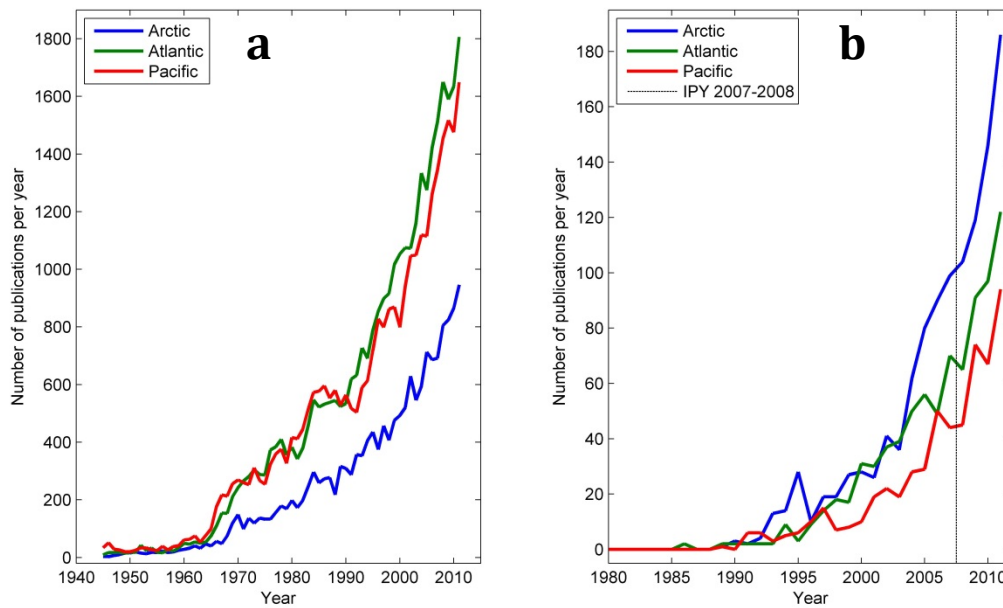 a
Arctic
Atlantic
Pacific
Number of publications per year
1800
1600
1400
1200
1000
800
600
400
200
0
1940 1950 1960 1970 1980 1990 2000 2010
Year
b
Arctic
Atlantic
Pacific
IPY 2007-2008
Number of publications per year
180
160
140
120
100
80
60
40
20
0
1980 1985 1990 1995 2000 2005 2010
Year